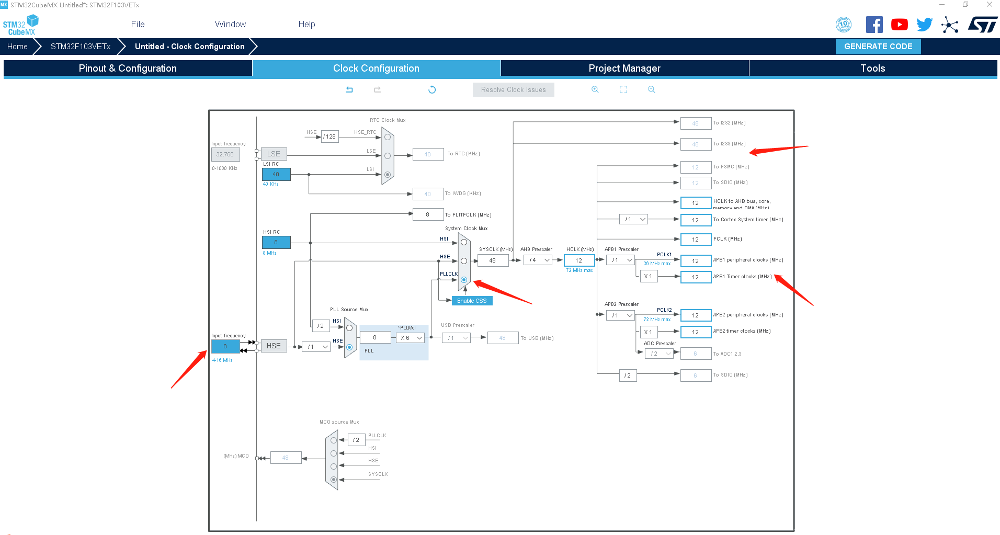 MX STM32CubeMX Untitled*: STM32F103VETx
STM32 CubeMX
File Window Help
10
ST
Home STM32F103VETx Untitled - Clock Configuration GENERATE CODE
Pinout & Configuration Clock Configuration Project Manager Tools
Resolve Clock Issues
RTC Clock Mux
HSE /128 HSE_RTC
48 To I2S2 (MHz)
Input frequency
48 To I2S3 (MHz)
32.768 LSE LSE 40 To RTC (KHz)
0-1000 KHz
LSI RC
40 LSI
40 KHz
12 To FSMC (MHz)
12 To SDIO (MHz)
40 To IWDG (KHz)
12 HCLK to AHB bus, core,
memory and DMA (MHz)
8 To FLITFCLK (MHz)
/ 1 12 To Cortex System timer (MHz)
System Clock Mux
HSI RC
8 HSI
8 MHz
12 FCLK (MHz)
SYSCLK (MHz) AHB Prescaler HCLK (MHz) APB1 Prescaler
HSE 48 / 4 12 / 1 PCLK1 12 APB1 peripheral clocks (MHz)
72 MHz max 36 MHz max
PLLCLK X 1 12 APB1 Timer clocks (MHz)
Enable CSS
APB2 Prescaler
PLL Source Mux
/ 1 PCLK2 12 APB2 peripheral clocks (MHz)
72 MHz max
/ 2 HSI *PLLMul USB Prescaler
X 1 12 APB2 timer clocks (MHz)
Input frequency
8 HSE / 1 HSE 8 X 6 / 1 48 To USB (MHz)
4-16 MHz
PLL
ADC Prescaler
/ 2 6 To ADC1,2,3
/ 2 6 To SDIO (MHz)
MCO source Mux
/ 2 PLLCLK
HSI
(MHz) MCO 48
HSE
SYSCLK